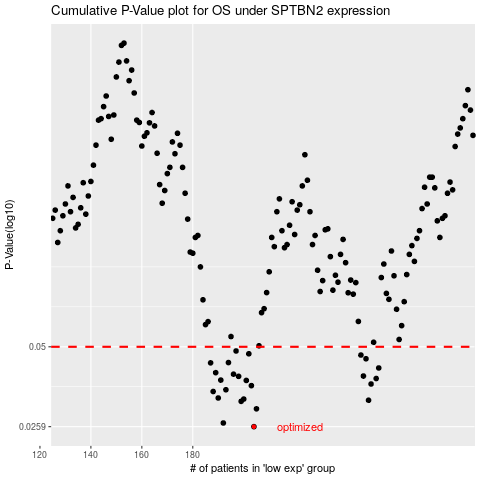 Cumulative P-Value plot for OS under SPTBN2 expression
P-Value(log10)
0.05
0.0259
optimized
120 140 160 180
# of patients in 'low exp' group